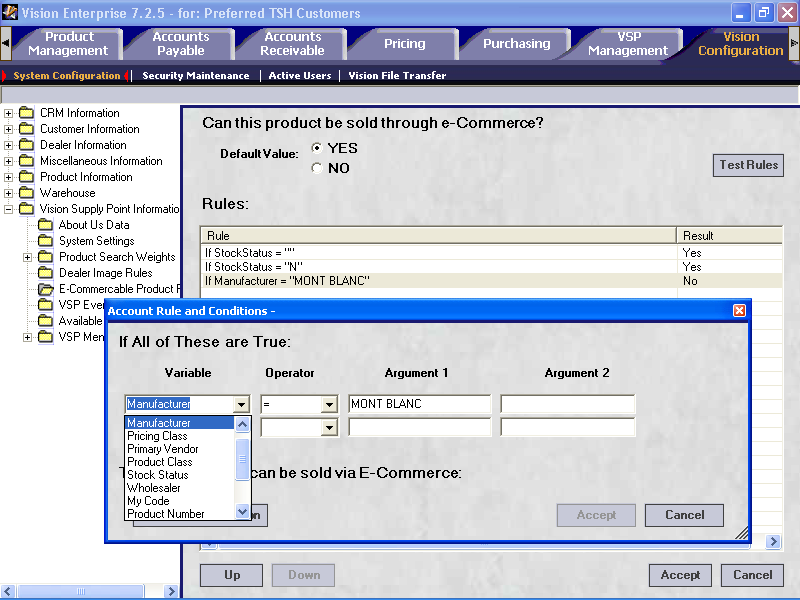 Vision Enterprise 7.2.5 - for: Preferred TSH Customers
Product Management
Accounts Payable
Accounts Receivable
Pricing
Purchasing
VSP Management
Vision Configuration
System Configuration | Security Maintenance | Active Users | Vision File Transfer
CRM Information
Customer Information
Dealer Information
Miscellaneous Information
Product Information
Warehouse
Vision Supply Point Informatio
About Us Data
System Settings
Product Search Weights
Dealer Image Rules
E-Commercable Product F
VSP Eve
Available
VSP Men
Can this product be sold through e-Commerce?
Default Value: YES
NO
Test Rules
Rules:
Rule Result
If StockStatus = "" Yes
If StockStatus = "N" Yes
If Manufacturer = "MONT BLANC" No
Account Rule and Conditions -
If All of These are True:
Variable Operator Argument 1 Argument 2
Manufacturer = MONT BLANC
Manufacturer
Pricing Class
Primary Vendor
Product Class
Stock Status
Wholesaler
My Code
Product Number
can be sold via E-Commerce:
Accept Cancel
Up Down Accept Cancel